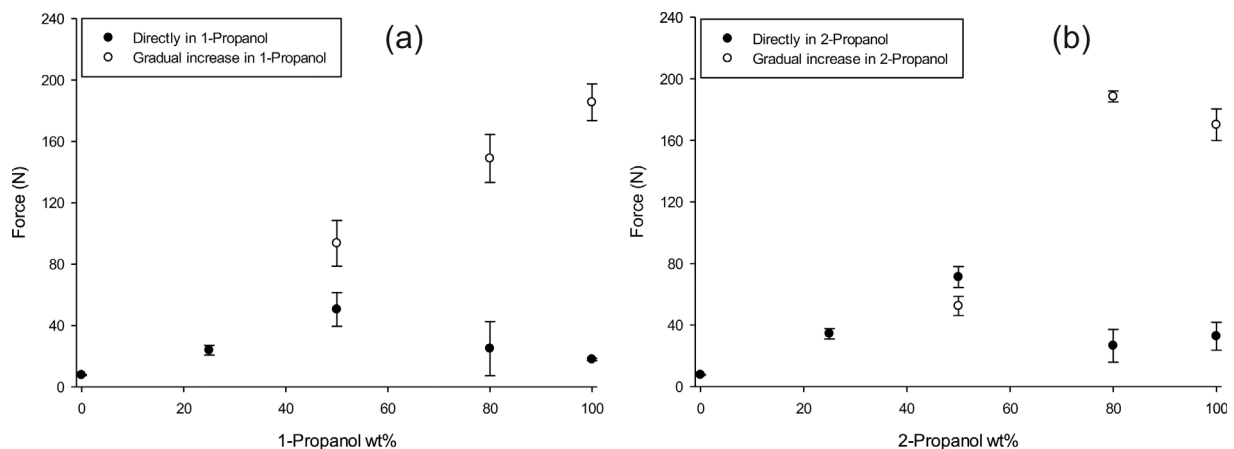 240
200
160
120
80
40
0
Force (N)
Directly in 1-Propanol
Gradual increase in 1-Propanol
(a)
0 20 40 60 80 100
1-Propanol wt%
240
200
160
120
80
40
0
Force (N)
Directly in 2-Propanol
Gradual increase in 2-Propanol
(b)
0 20 40 60 80 100
2-Propanol wt%